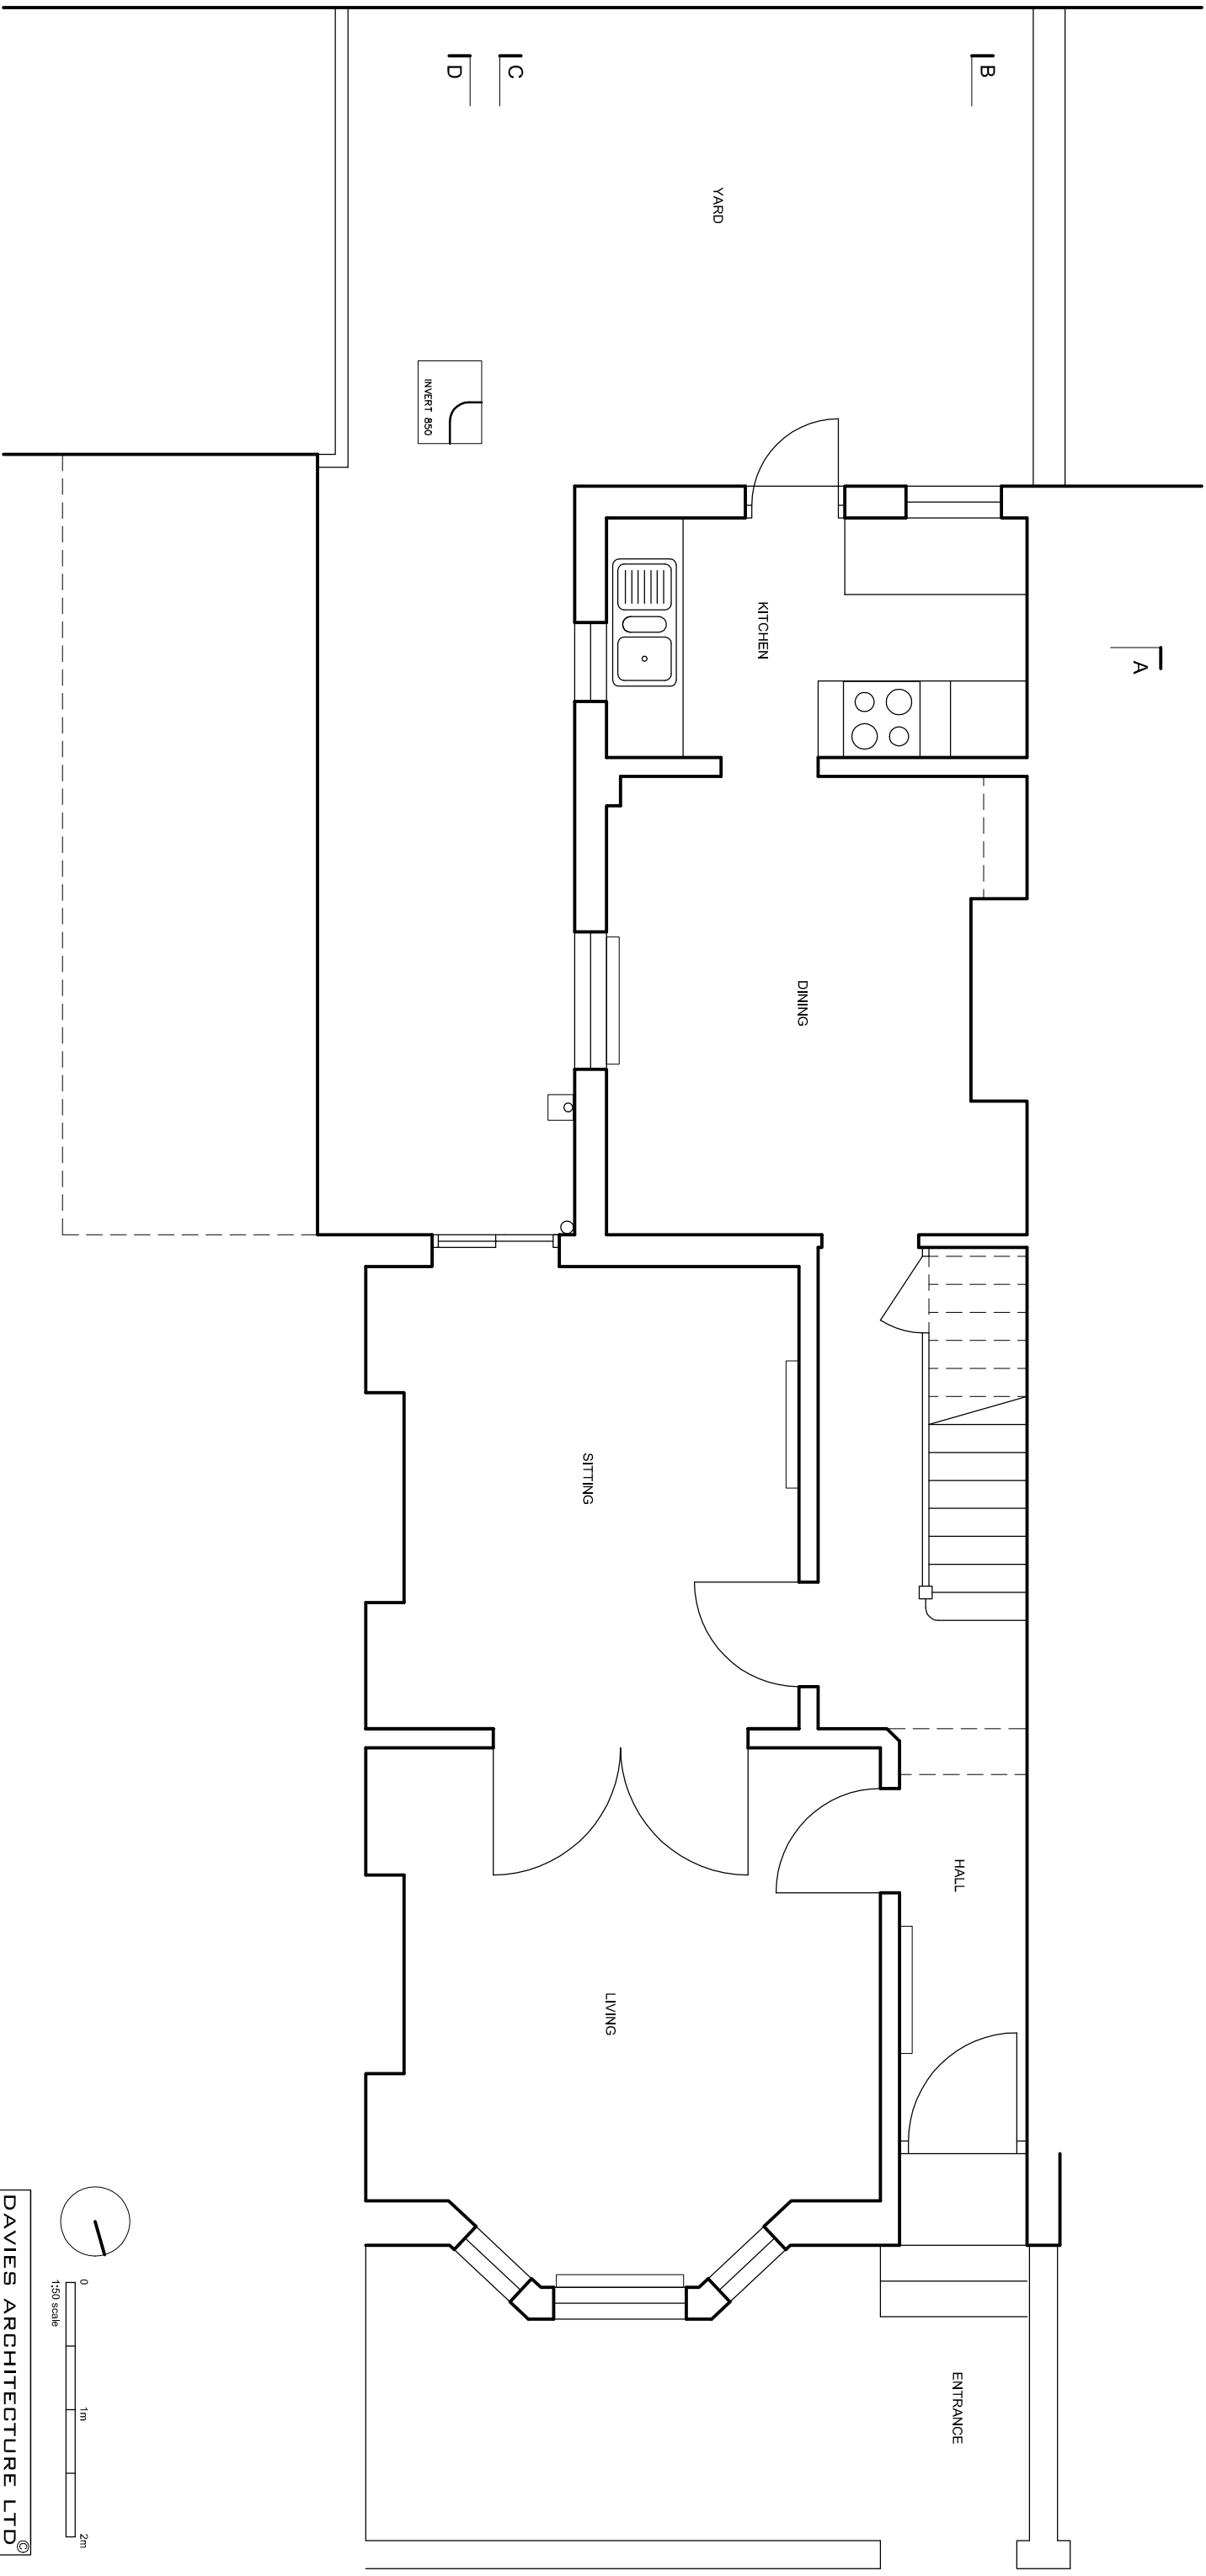 D
C
B
YARD
INVERT 850
KITCHEN
A
DINING
SITTING
HALL
LIVING
ENTRANCE
0
1m
2m
1:50 scale
DAVIES ARCHITECTURE LTD ©